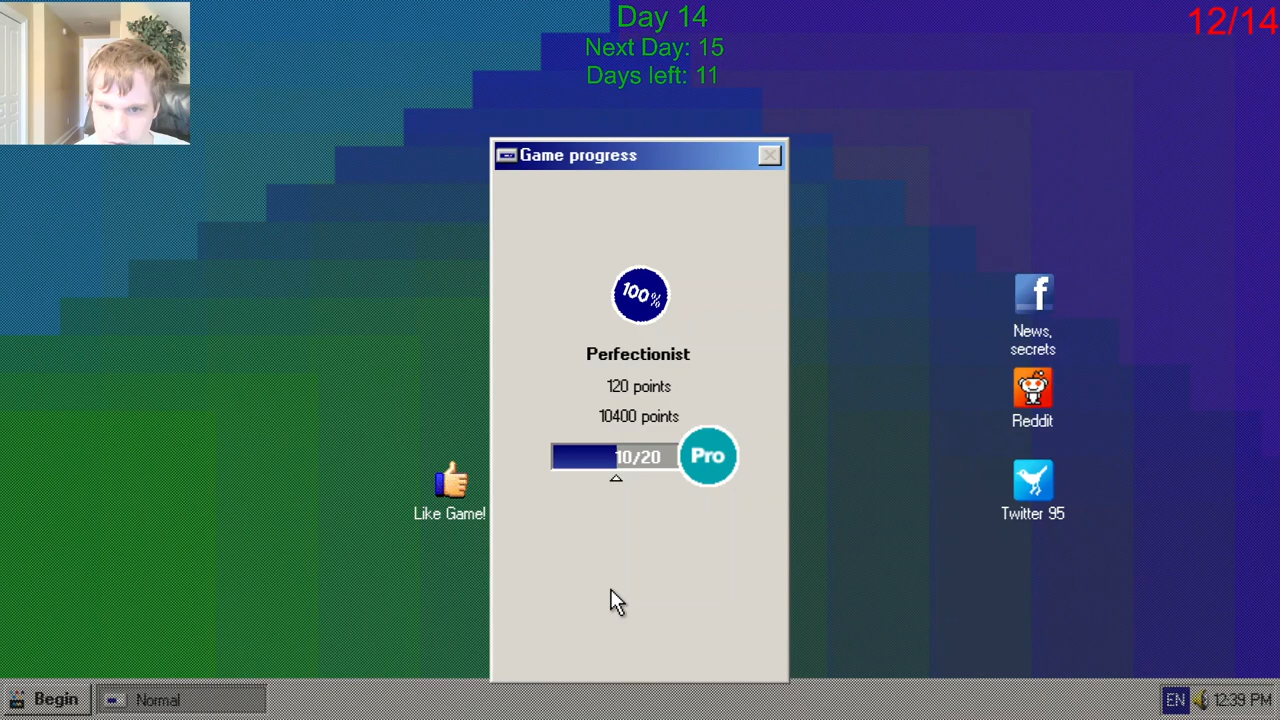 Day 14
Next Day: 15
Days left: 11
12/14
Game progress
100%
Perfectionist
120 points
10400 points
10/20
Pro
Like Game!
f
News,
secrets
Reddit
Twitter 95
Begin
Normal
EN
12:39 PM